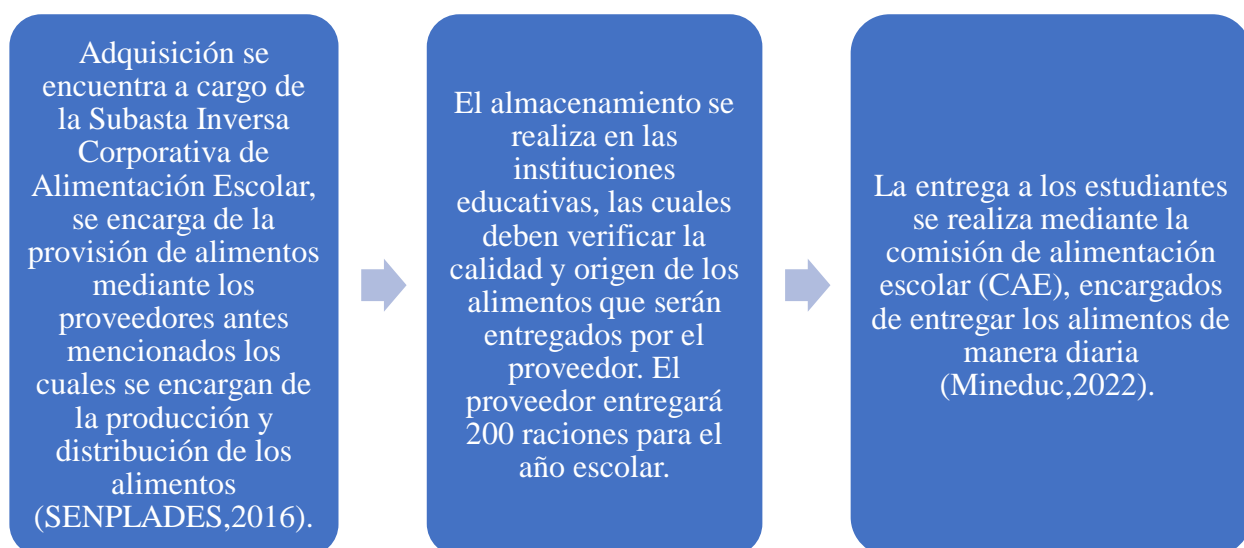 Adquisición se
encuentra a cargo de
la Subasta Inversa
Corporativa de
Alimentación Escolar,
se encarga de la
provisión de alimentos
mediante los
proveedores antes
mencionados los
cuales se encargan de
la producción y
distribución de los
alimentos
(SENPLADES,2016).
El almacenamiento se
realiza en las
instituciones
educativas, las cuales
deben verificar la
calidad y origen de los
alimentos que serán
entregados por el
proveedor. El
proveedor entregará
200 raciones para el
año escolar.
La entrega a los estudiantes
se realiza mediante la
comisión de alimentación
escolar (CAE), encargados
de entregar los alimentos de
manera diaria
(Mineduc,2022).